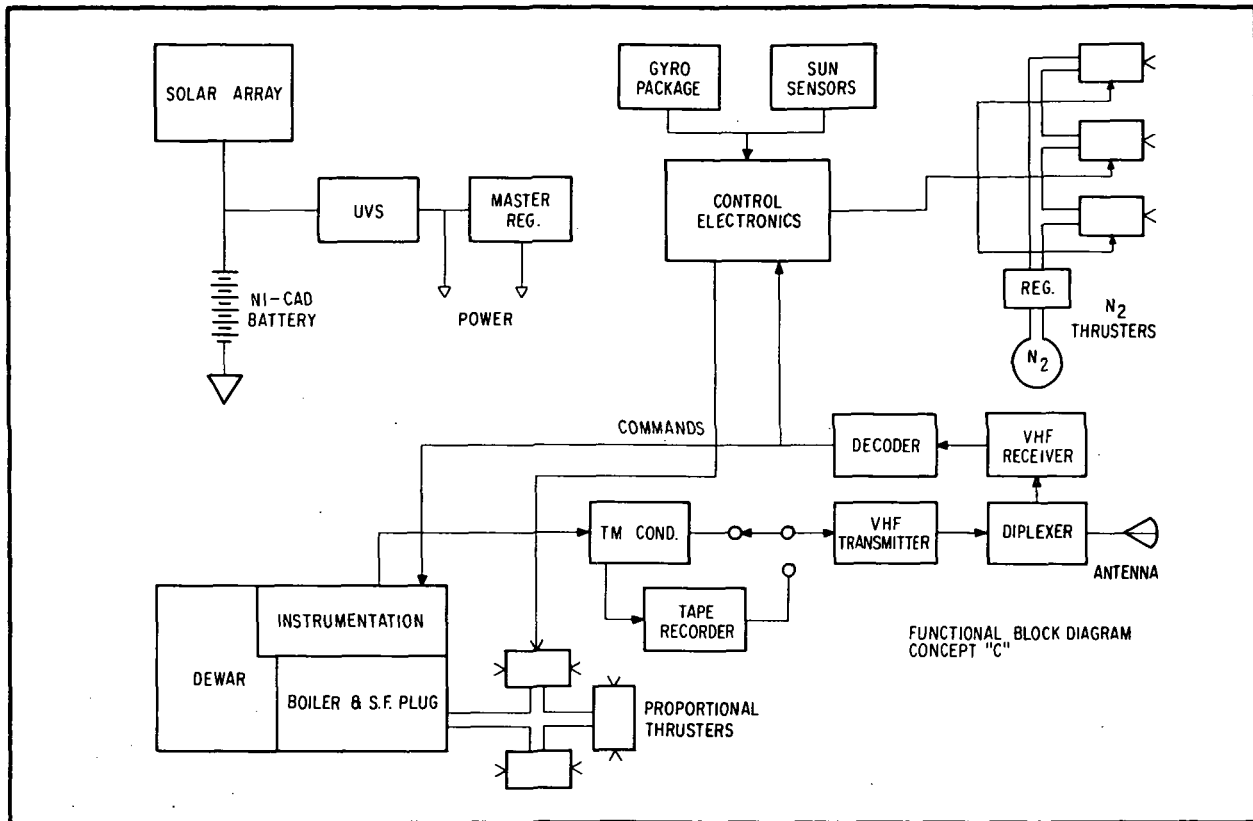 SOLAR ARRAY
UVS
MASTER
REG.
NI-CAD
BATTERY
POWER
GYRO
PACKAGE
SUN
SENSORS
CONTROL
ELECTRONICS
REG.
N2
N2
THRUSTERS
COMMANDS
DECODER
VHF
RECEIVER
TM COND.
VHF
TRANSMITTER
DIPLEXER
ANTENNA
TAPE
RECORDER
INSTRUMENTATION
DEWAR
BOILER & S.F. PLUG
PROPORTIONAL
THRUSTERS
FUNCTIONAL BLOCK DIAGRAM
CONCEPT "C"